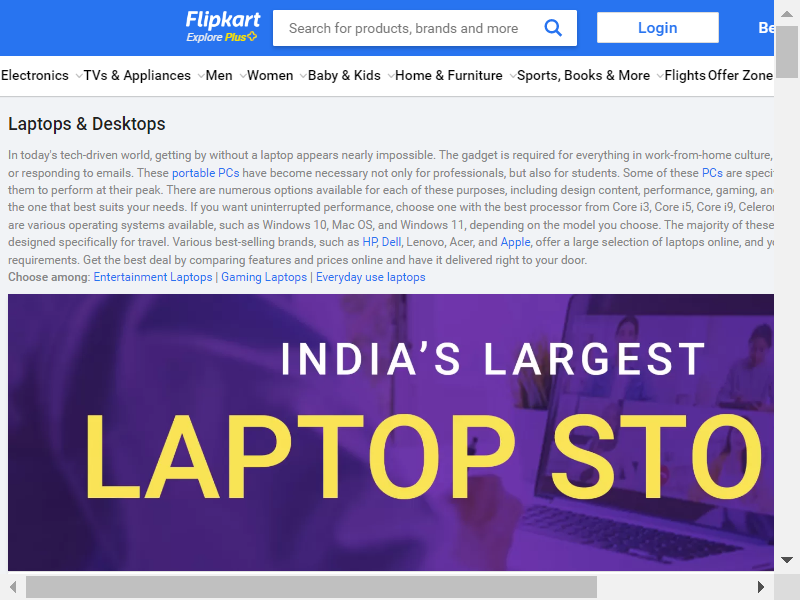 Flipkart
Explore Plus
Search for products, brands and more
Login
Be
Electronics TVs & Appliances Men Women Baby & Kids Home & Furniture Sports, Books & More Flights Offer Zone
Laptops & Desktops
In today's tech-driven world, getting by without a laptop appears nearly impossible. The gadget is required for everything in work-from-home culture,
or responding to emails. These portable PCs have become necessary not only for professionals, but also for students. Some of these PCs are speci
them to perform at their peak. There are numerous options available for each of these purposes, including design content, performance, gaming, an
the one that best suits your needs. If you want uninterrupted performance, choose one with the best processor from Core i3, Core i5, Core i9, Celeron
are various operating systems available, such as Windows 10, Mac OS, and Windows 11, depending on the model you choose. The majority of these
designed specifically for travel. Various best-selling brands, such as HP, Dell, Lenovo, Acer, and Apple, offer a large selection of laptops online, and yo
requirements. Get the best deal by comparing features and prices online and have it delivered right to your door.
Choose among: Entertainment Laptops | Gaming Laptops | Everyday use laptops
INDIA'S LARGEST
LAPTOP STO